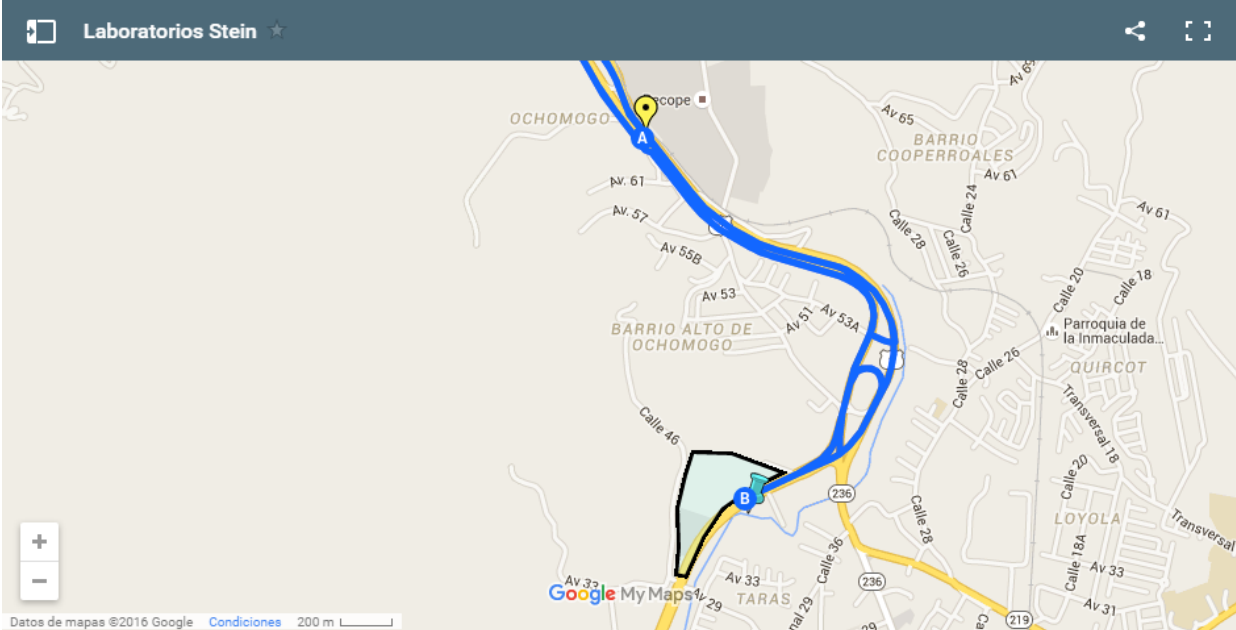 Laboratorios Stein
Av 69
ecope
Av 65
OCHOMOGO
A
BARRIO
COOPERROALES
Av. 61
Av 61
Calle 24
Av 61
Av. 57
Calle 28
Calle 26
Av 55B
Calle 20
Calle 18
Av 53
Av 51
Av 53A
BARRIO ALTO DE
OCHOMOGO
Parroquia de
la Inmaculada...
Calle 26
QUIRCOT
Calle 28
Transversal 18
Calle 46
Calle 20
B
236
Calle 28
LOYOLA
Transversal
Calle 36
Calle 18A
Av 33
Av 33
Av 33
236
TARAS
Google My Maps
29
Av 31
219
29
Datos de mapas ©2016 Google Condiciones 200 m